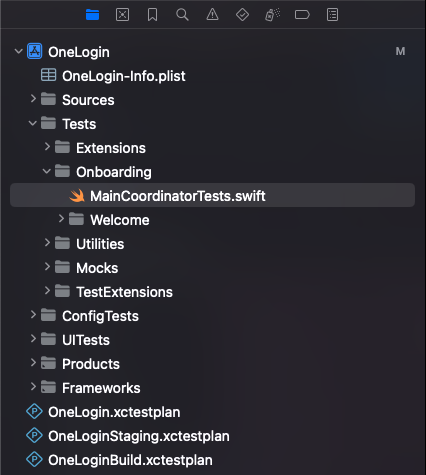 OneLogin
M
OneLogin-Info.plist
Sources
Tests
Extensions
Onboarding
MainCoordinatorTests.swift
Welcome
Utilities
Mocks
TestExtensions
ConfigTests
UITests
Products
Frameworks
OneLogin.xctestplan
OneLoginStaging.xctestplan
OneLoginBuild.xctestplan